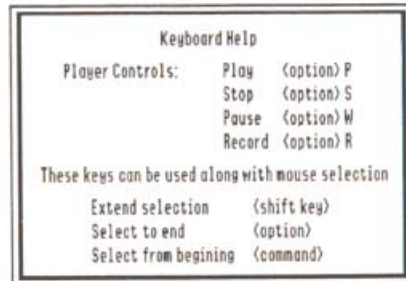 Keyboard Help
Player Controls: Play <option> P
Stop <option> S
Pause <option> W
Record <option> R
These keys can be used along with mouse selection
Extend selection <shift key>
Select to end <option>
Select from begining <command>